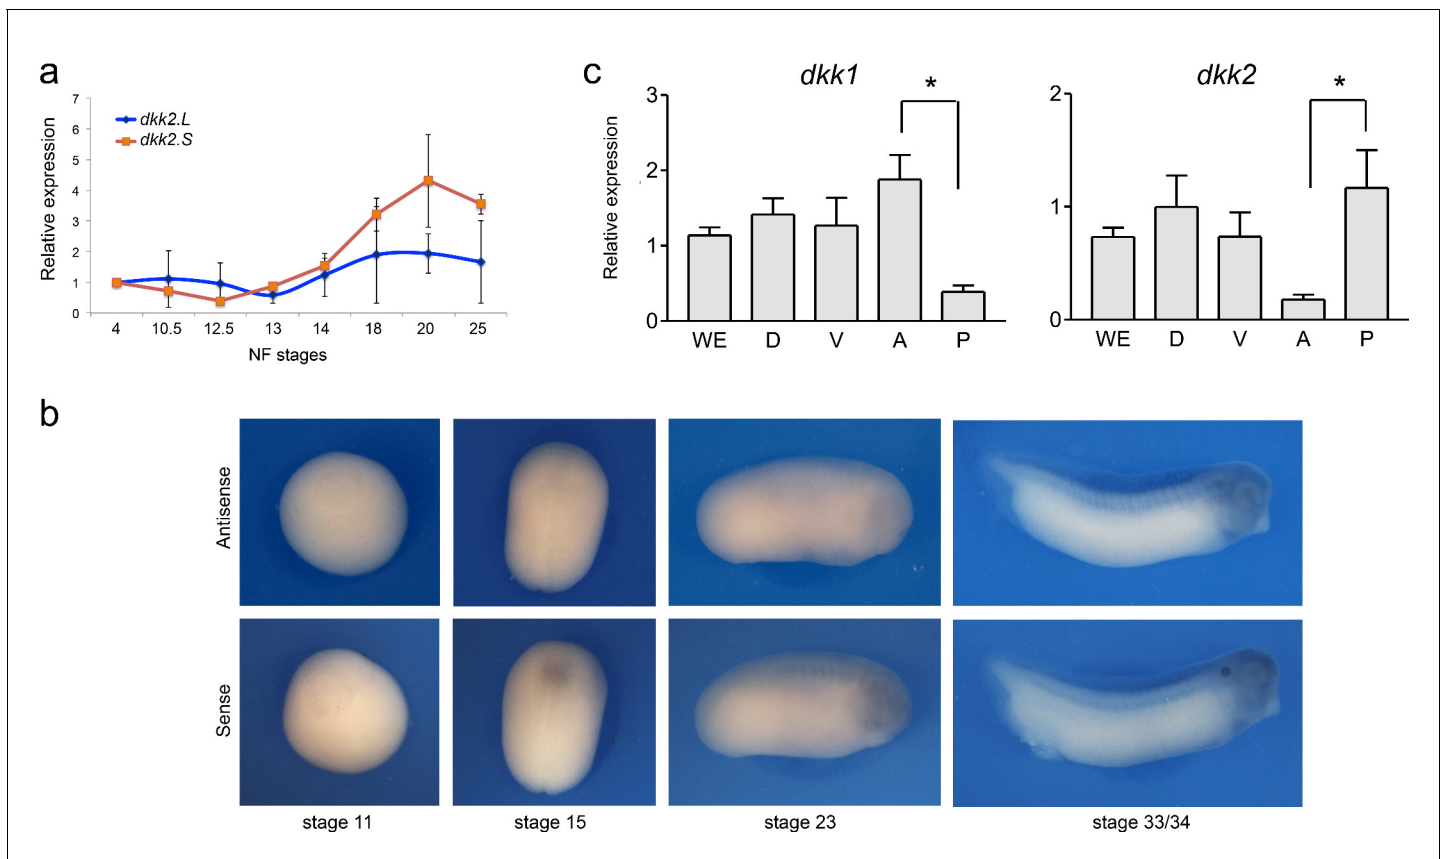 a
Relative expression
7
6
5
4
3
2
1
0
dkk2.L
dkk2.S
4 10.5 12.5 13 14 18 20 25
NF stages
c
dkk1
*
Relative expression
3
2
1
0
WE D V A P
dkk2
*
2
1
0
WE D V A P
b
Antisense
Sense
stage 11
stage 15
stage 23
stage 33/34